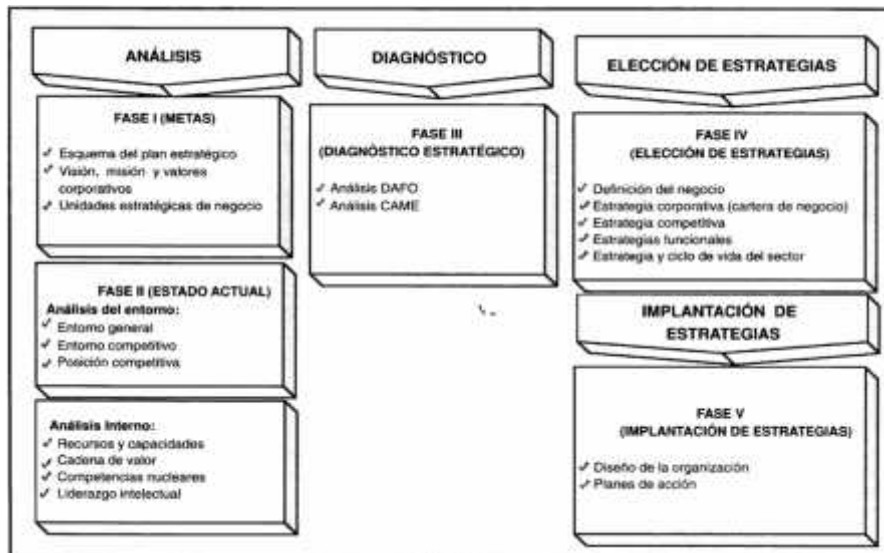 ANÁLISIS
FASE I (METAS)
✓ Esquema del plan estratégico
✓ Visión, misión y valores
corporativos
✓ Unidades estratégicas de negocio
FASE II (ESTADO ACTUAL)
Análisis del entorno:
✓ Entorno general
✓ Entorno competitivo
✓ Posición competitiva
Análisis Interno:
✓ Recursos y capacidades
✓ Cadena de valor
✓ Competencias nucleares
✓ Liderazgo intelectual
DIAGNÓSTICO
FASE III
(DIAGNÓSTICO ESTRATÉGICO)
✓ Análisis DAFO
✓ Análisis CAME
ELECCIÓN DE ESTRATEGIAS
FASE IV
(ELECCIÓN DE ESTRATEGIAS)
✓ Definición del negocio
✓ Estrategia corporativa (cartera de negocio)
✓ Estrategia competitiva
✓ Estrategias funcionales
✓ Estrategia y ciclo de vida del sector
IMPLANTACIÓN DE
ESTRATEGIAS
FASE V
(IMPLANTACIÓN DE ESTRATEGIAS)
✓ Diseño de la organización
✓ Planes de acción